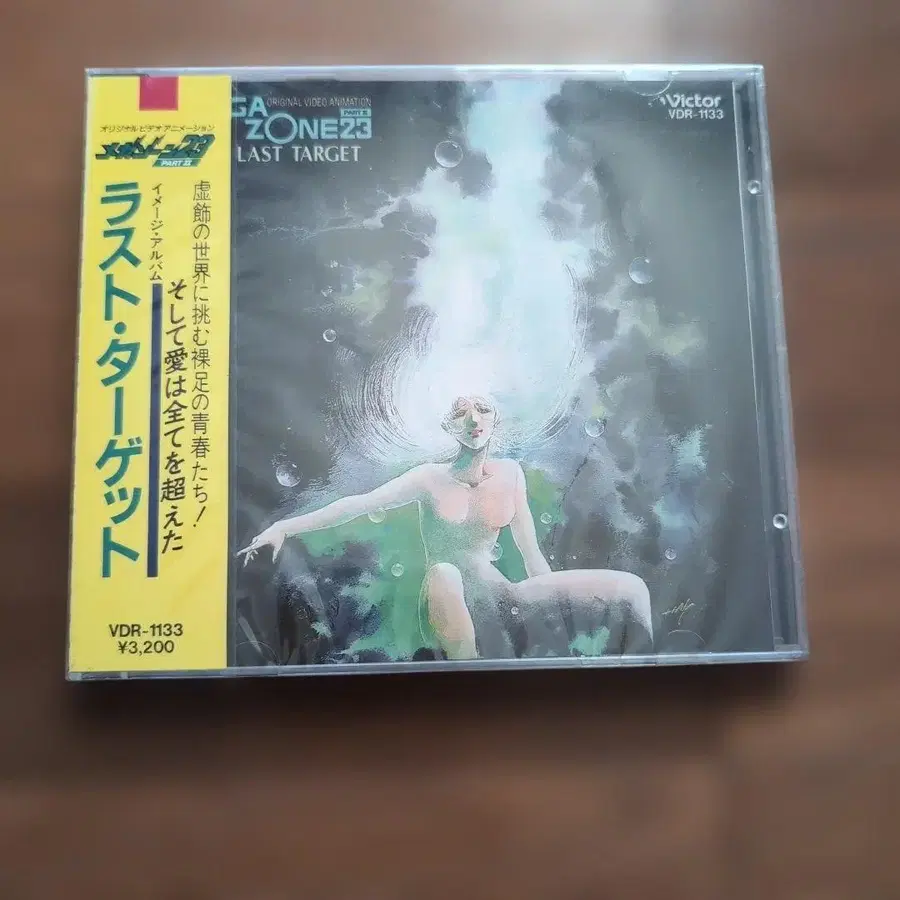 オリジナルビデオアニメーション
メガゾーン23
PART II
イメージ・アルバム
ラスト・ターゲット
虚飾の世界に挑む裸足の青春たち!
そして愛は全てを超えた
VDR-1133
¥3,200
ORIGINAL VIDEO ANIMATION
GA
ZONE23
LAST TARGET
Victor
VDR-1133